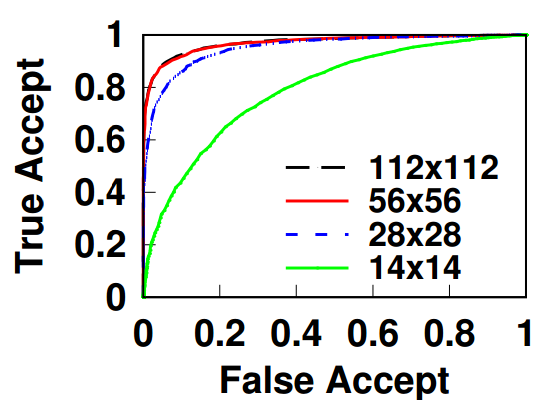 True Accept
1
0.8
0.6
0.4
0.2
0
112x112
56x56
28x28
14x14
0 0.2 0.4 0.6 0.8 1
False Accept